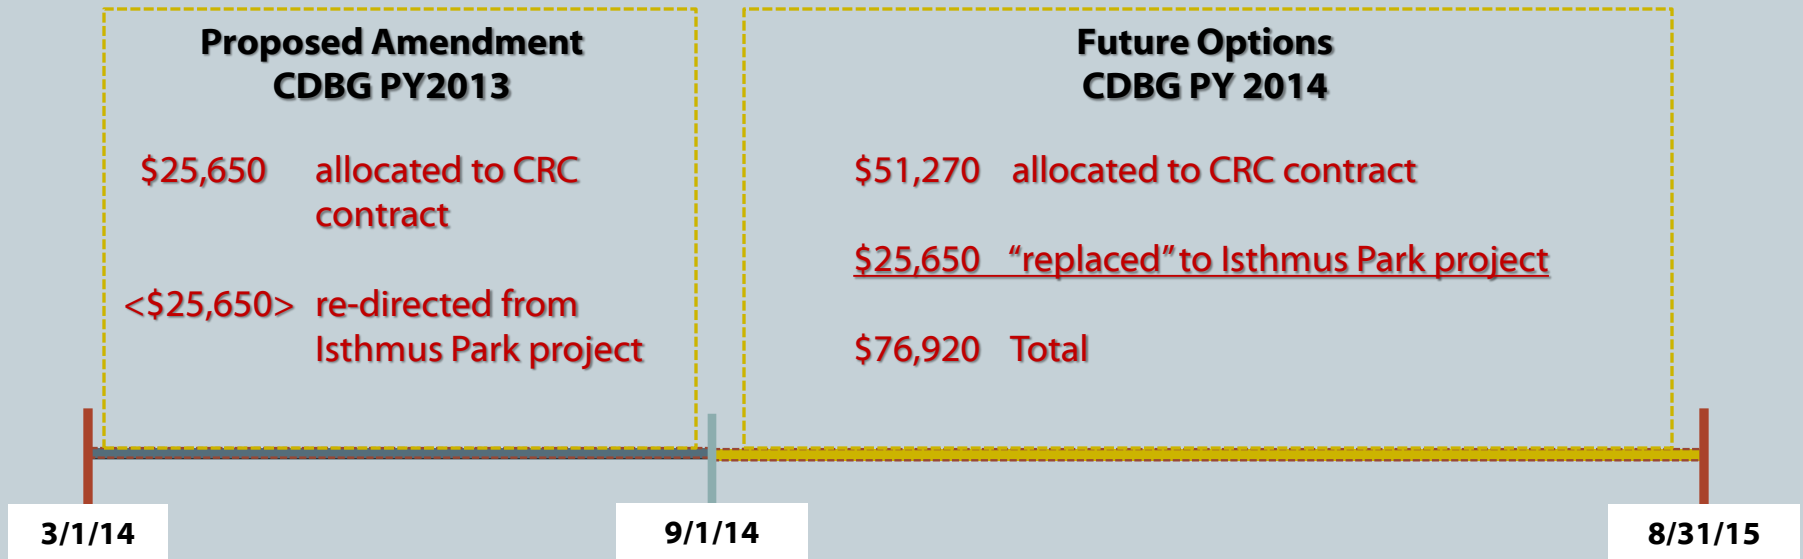 Proposed Amendment
CDBG PY2013
$25,650 allocated to CRC
contract
<$25,650> re-directed from
Isthmus Park project
Future Options
CDBG PY 2014
$51,270 allocated to CRC contract
$25,650 “replaced” to Isthmus Park project
$76,920 Total
3/1/14
9/1/14
8/31/15